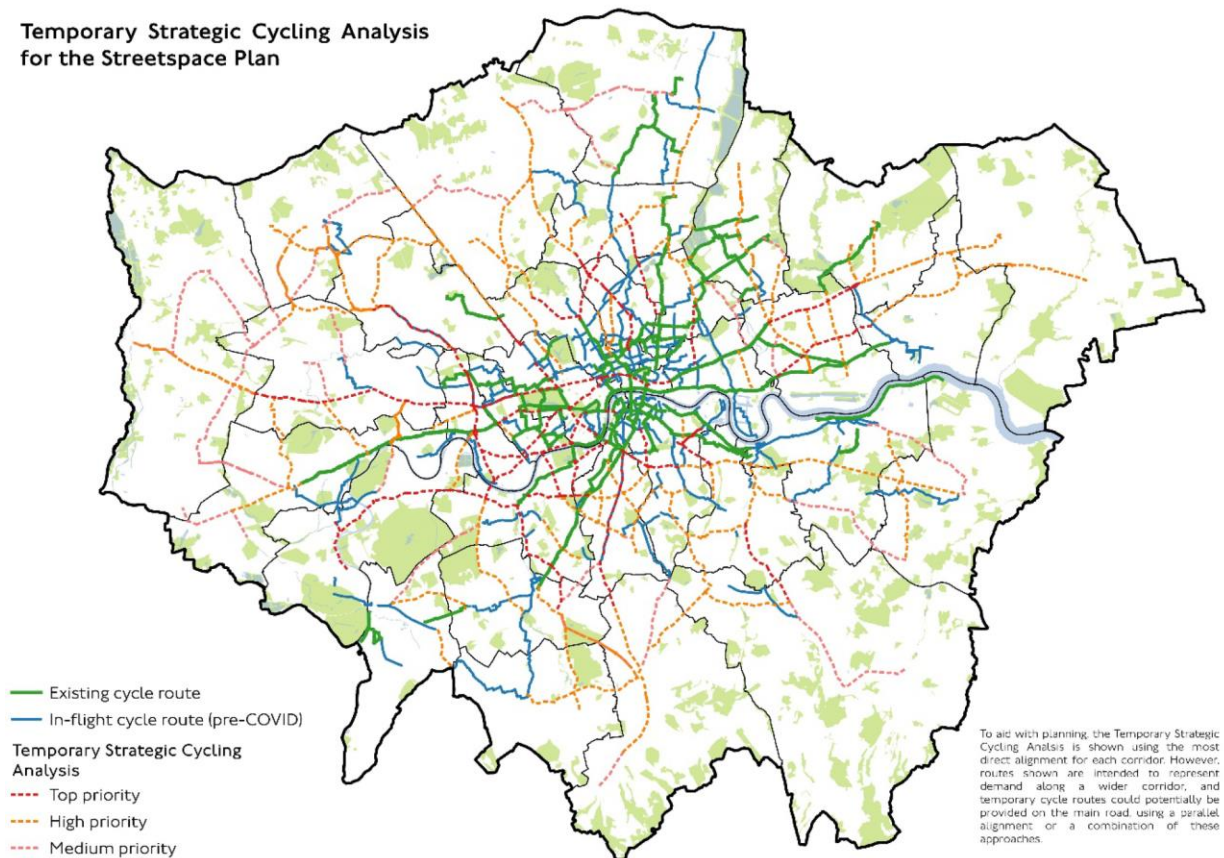 Temporary Strategic Cycling Analysis
for the Streetspace Plan
Existing cycle route
In-flight cycle route (pre-COVID)
Temporary Strategic Cycling
Analysis
Top priority
High priority
Medium priority
To aid with planning, the Temporary Strategic
Cycling Analsis is shown using the most
direct alignment for each corridor. However,
routes shown are intended to represent
demand along a wider corridor, and
temporary cycle routes could potentially be
provided on the main road, using a parallel
alignment or a combination of these
approaches.